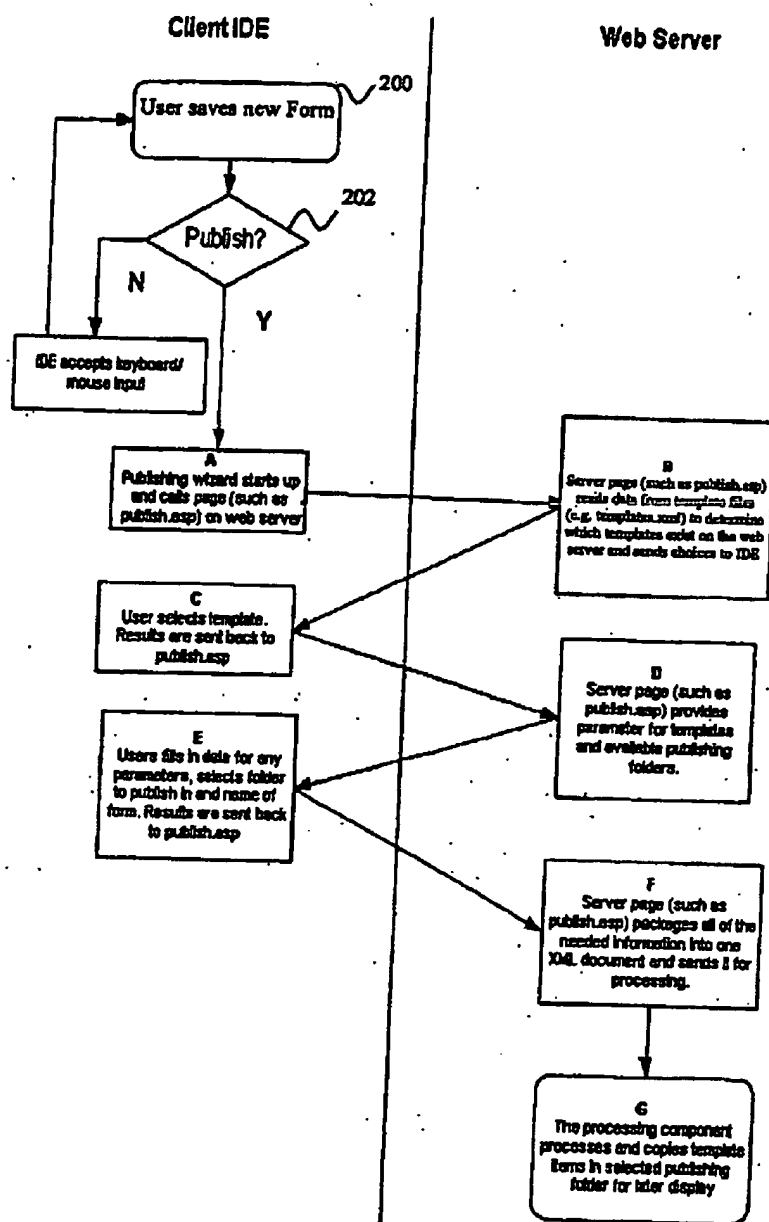 Client IDE
Web Server
200
User saves new Form
202
Publish?
N
Y
IDE accepts keyboard/
mouse input
A
Publishing wizard starts up
and calls page (such as
publish.asp) on web server
B
Server page (such as publish.asp)
reads data from template files
(e.g. templates.xml) to determine
which templates exist on the web
server and sends choices to IDE
C
User selects template.
Results are sent back to
publish.asp
D
Server page (such as
publish.asp) provides
parameter for templates
and available publishing
folders.
E
Users fill in data for any
parameters, selects folder
to publish in and name of
form. Results are sent back
to publish.asp
F
Server page (such as
publish.asp) packages all of the
needed information into one
XML document and sends it for
processing.
G
The processing component
processes and copies template
items in selected publishing
folder for later display